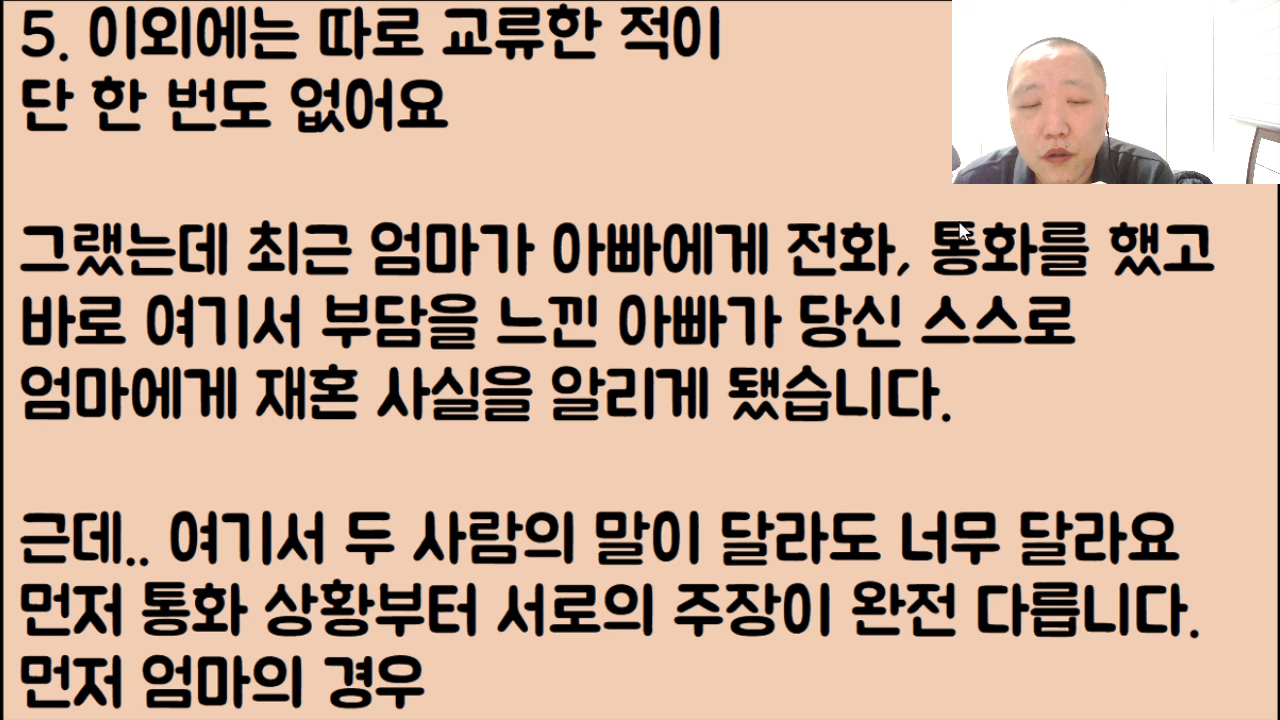 5. 이외에는 따로 교류한 적이
단 한 번도 없어요
그랬는데 최근 엄마가 아빠에게 전화, 통화를 했고
바로 여기서 부담을 느낀 아빠가 당신 스스로
엄마에게 재혼 사실을 알리게 됐습니다.
근데.. 여기서 두 사람의 말이 달라도 너무 달라요
먼저 통화 상황부터 서로의 주장이 완전 다릅니다.
먼저 엄마의 경우